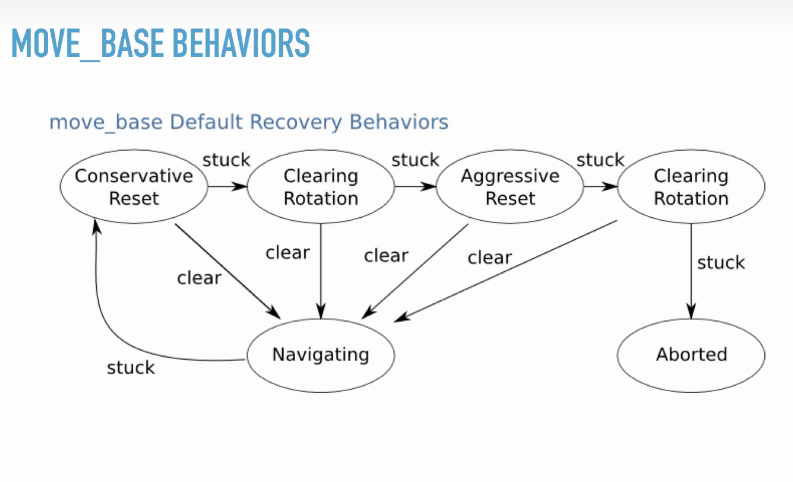 MOVE_BASE BEHAVIORS
move_base Default Recovery Behaviors
stuck
stuck
stuck
Conservative
Reset
Clearing
Rotation
Aggressive
Reset
Clearing
Rotation
clear
clear
clear
clear
stuck
Navigating
Aborted
stuck